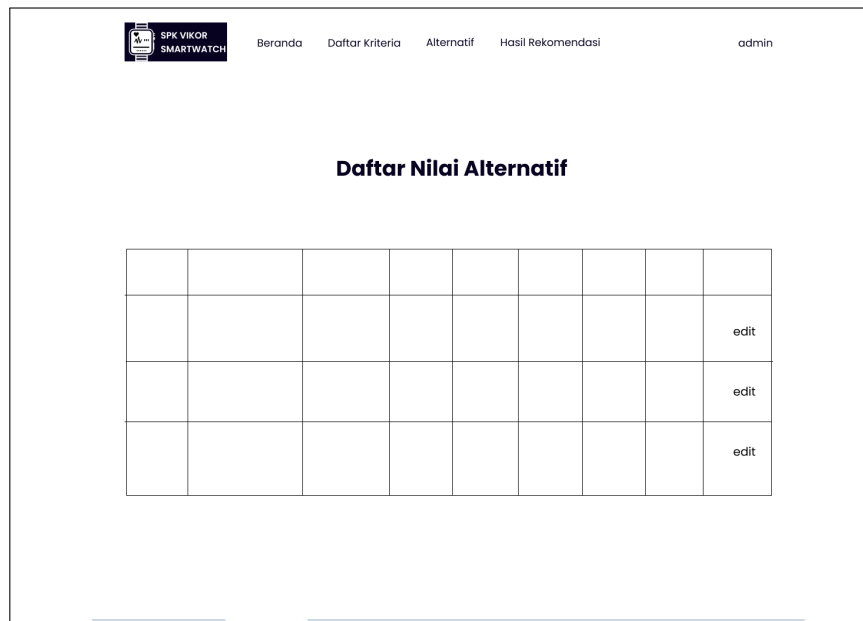 SPK VIKOR
SMARTWATCH
Beranda Daftar Kriteria Alternatif Hasil Rekomendasi admin
Daftar Nilai Alternatif
edit
edit
edit